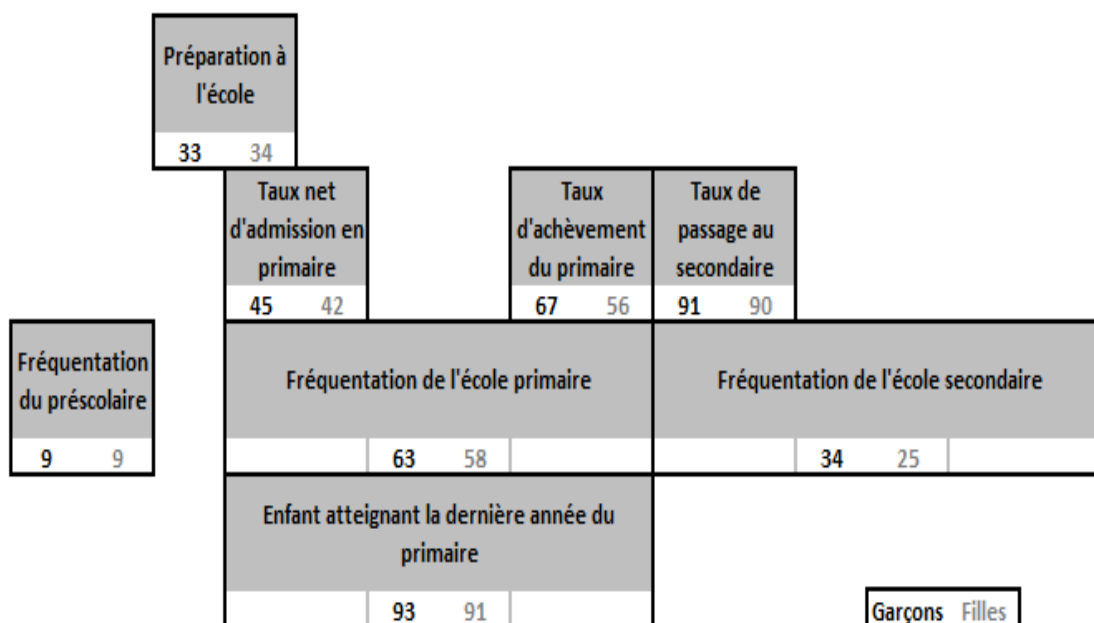 Préparation à
l'école
33 34
Taux net
d'admission en
primaire
45 42
Taux
d'achèvement
du primaire
67 56
Taux de
passage au
secondaire
91 90
Fréquentation
du préscolaire
9 9
Fréquentation de l'école primaire
63 58
Fréquentation de l'école secondaire
34 25
Enfant atteignant la dernière année du
primaire
93 91
Garçons Filles